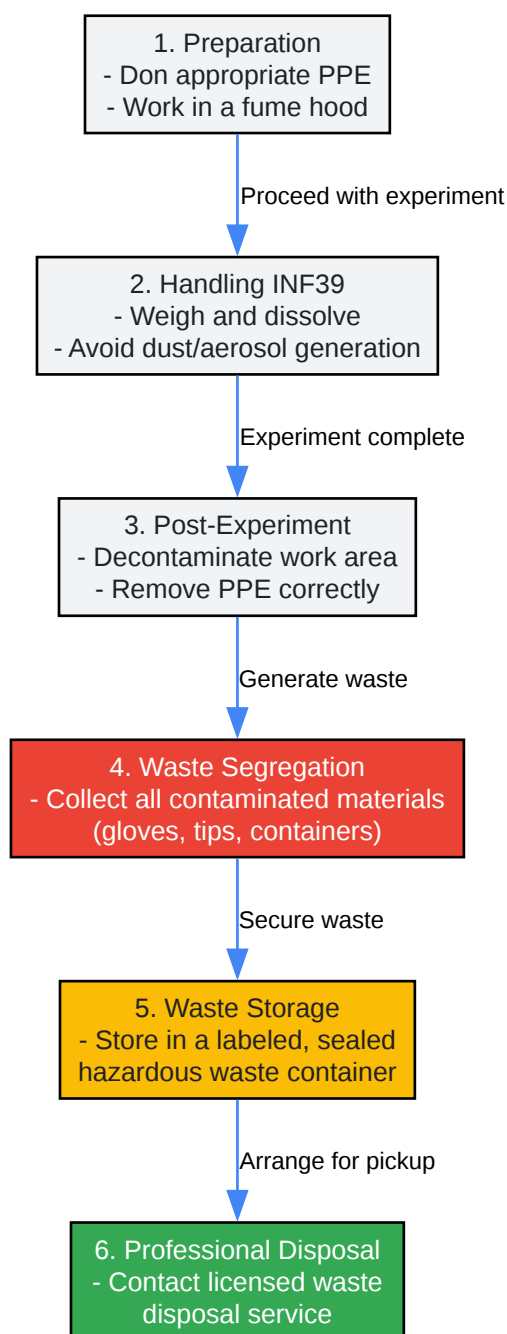 1. Preparation
- Don appropriate PPE
- Work in a fume hood
Proceed with experiment
2. Handling INF39
- Weigh and dissolve
- Avoid dust/aerosol generation
Experiment complete
3. Post-Experiment
- Decontaminate work area
- Remove PPE correctly
Generate waste
4. Waste Segregation
- Collect all contaminated materials
(gloves, tips, containers)
Secure waste
5. Waste Storage
- Store in a labeled, sealed
hazardous waste container
Arrange for pickup
6. Professional Disposal
- Contact licensed waste
disposal service